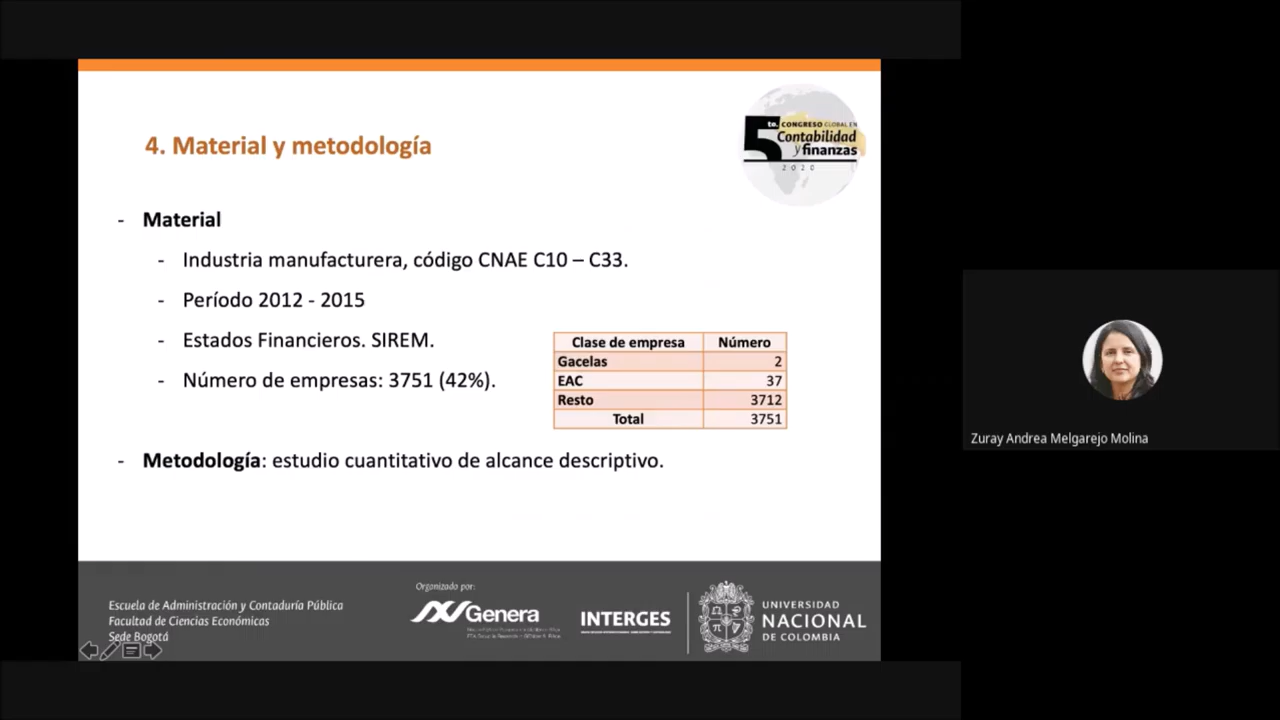 4. Material y metodología
5to. CONGRESO GLOBAL EN
Contabilidad
y finanzas
2020
- Material
- Industria manufacturera, código CNAE C10 – C33.
- Período 2012 - 2015
- Estados Financieros. SIREM.
- Número de empresas: 3751 (42%).
Clase de empresa Número
Gacelas 2
EAC 37
Resto 3712
Total 3751
- Metodología: estudio cuantitativo de alcance descriptivo.
Zuray Andrea Melgarejo Molina
Escuela de Administración y Contaduría Pública
Facultad de Ciencias Económicas
Sede Bogotá
Organizado por:
Genera
INTERGES
UNIVERSIDAD
NACIONAL
DE COLOMBIA